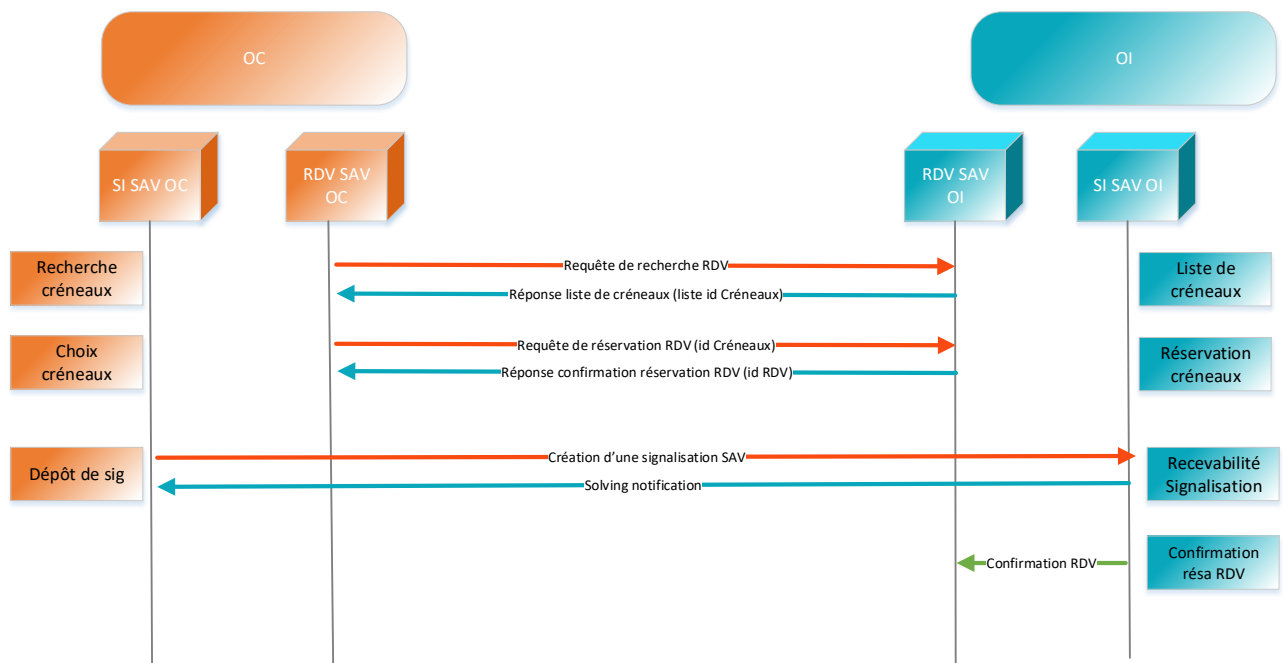 OC
OI
SI SAV OC
RDV SAV
OC
RDV SAV
OI
SI SAV OI
Recherche
créneaux
Requête de recherche RDV
Liste de
créneaux
Réponse liste de créneaux (liste id Créneaux)
Choix
créneaux
Requête de réservation RDV (id Créneaux)
Réservation
créneaux
Réponse confirmation réservation RDV (id RDV)
Dépôt de sig
Création d’une signalisation SAV
Recevabilité
Signalisation
Solving notification
Confirmation RDV
Confirmation
résa RDV